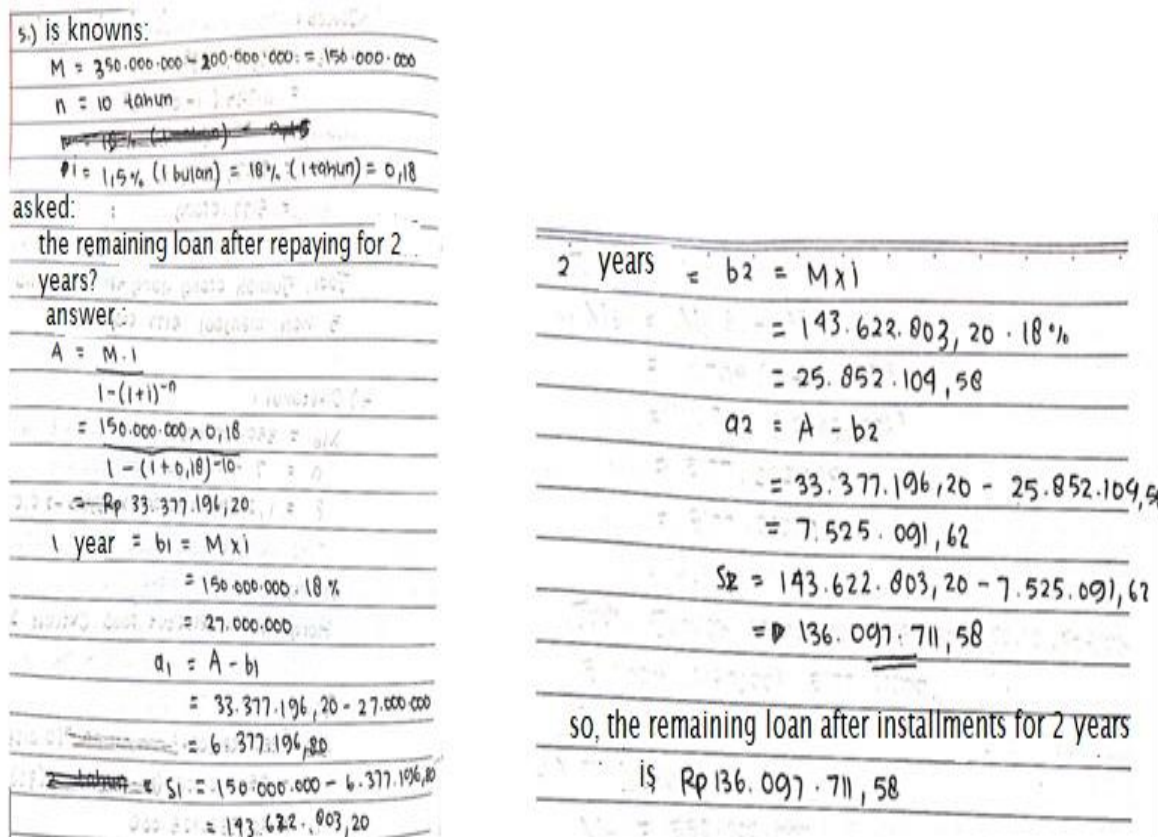 5.) is knowns:
M = 350.000.000 - 200.000.000 = 150.000.000
n = 10 tahun
i = 1,5% (1 bulan) = 18% (1 tahun) = 0,18
asked:
the remaining loan after repaying for 2
years?
answer:
A = M.i
1-(1+i)⁻ⁿ
= 150.000.000 x 0,18
1 - (1+0,18)⁻¹⁰
= Rp 33.377.196,20
1 year = b1 = M x i
= 150.000.000 . 18%
= 27.000.000
a1 = A - b1
= 33.377.196,20 - 27.000.000
= 6.377.196,80
= S1 = 150.000.000 - 6.377.196,80
= 143.622.803,20
2 years = b2 = M x i
= 143.622.803,20 . 18%
= 25.852.109,58
a2 = A - b2
= 33.377.196,20 - 25.852.109,58
= 7.525.091,62
S2 = 143.622.803,20 - 7.525.091,62
= 136.097.711,58
so, the remaining loan after installments for 2 years
is Rp 136.097.711,58